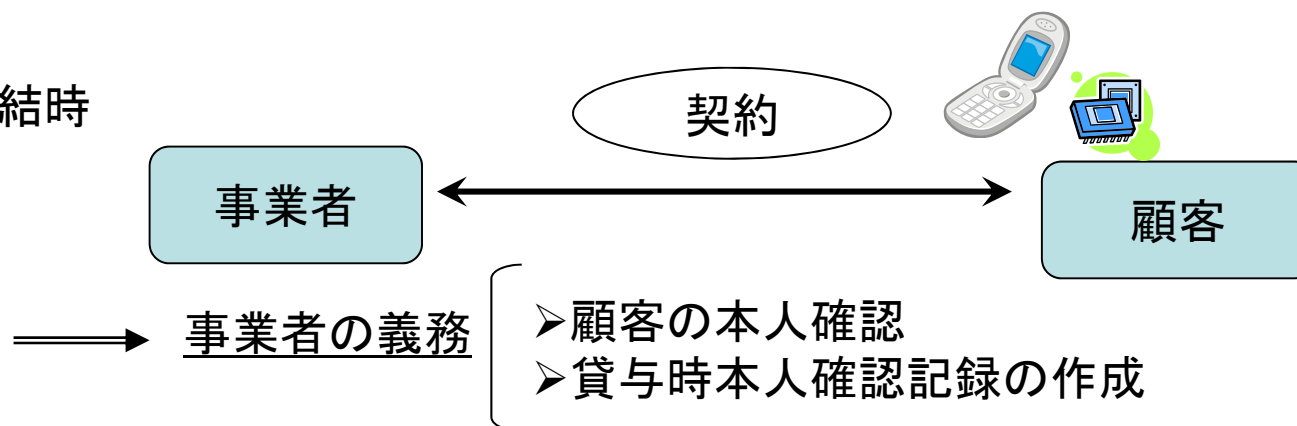 結時
契約
事業者
顧客
事業者の義務
➢顧客の本人確認
➢貸与時本人確認記録の作成